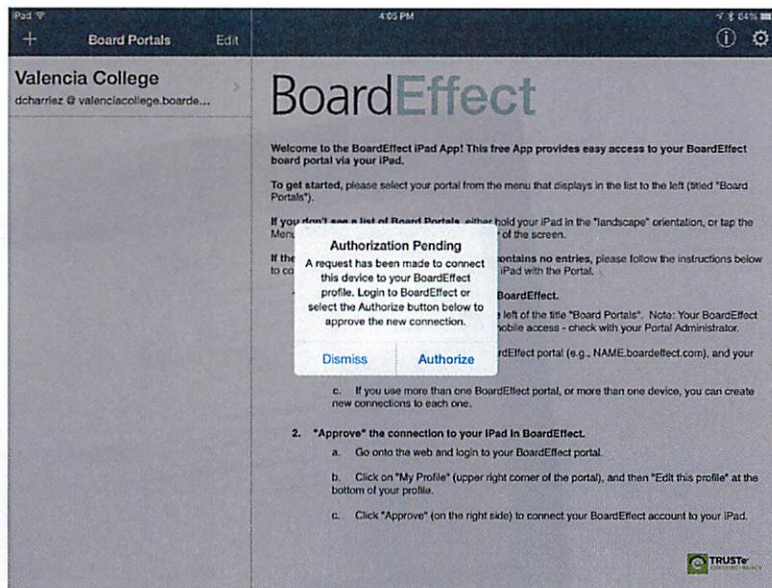 iPad
4:05 PM
64%
Board Portals
Edit
Valencia College
dcharriez @ valenciacollege.boarde...
BoardEffect
Welcome to the BoardEffect iPad App! This free App provides easy access to your BoardEffect
board portal via your iPad.
To get started, please select your portal from the menu that displays in the list to the left (titled "Board
Portals").
If you don't see a list of Board Portals, either hold your iPad in the "landscape" orientation, or tap the
Menu of the screen.
If the contains no entries, please follow the instructions below
to co iPad with the Portal.
BoardEffect.
left of the title "Board Portals". Note: Your BoardEffect
mobile access - check with your Portal Administrator.
BoardEffect portal (e.g., NAME.boardeffect.com), and your
Authorization Pending
A request has been made to connect
this device to your BoardEffect
profile. Login to BoardEffect or
select the Authorize button below to
approve the new connection.
Dismiss
Authorize
c. If you use more than one BoardEffect portal, or more than one device, you can create
new connections to each one.
2. "Approve" the connection to your iPad in BoardEffect.
a. Go onto the web and login to your BoardEffect portal.
b. Click on "My Profile" (upper right corner of the portal), and then "Edit this profile" at the
bottom of your profile.
c. Click "Approve" (on the right side) to connect your BoardEffect account to your iPad.
TRUSTe